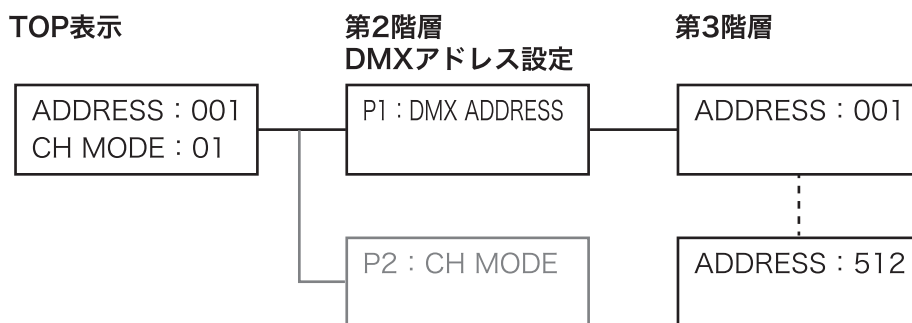 TOP表示
第2階層
DMXアドレス設定
第3階層
ADDRESS：001
CH MODE：01
P1：DMX ADDRESS
ADDRESS：001
P2：CH MODE
ADDRESS：512